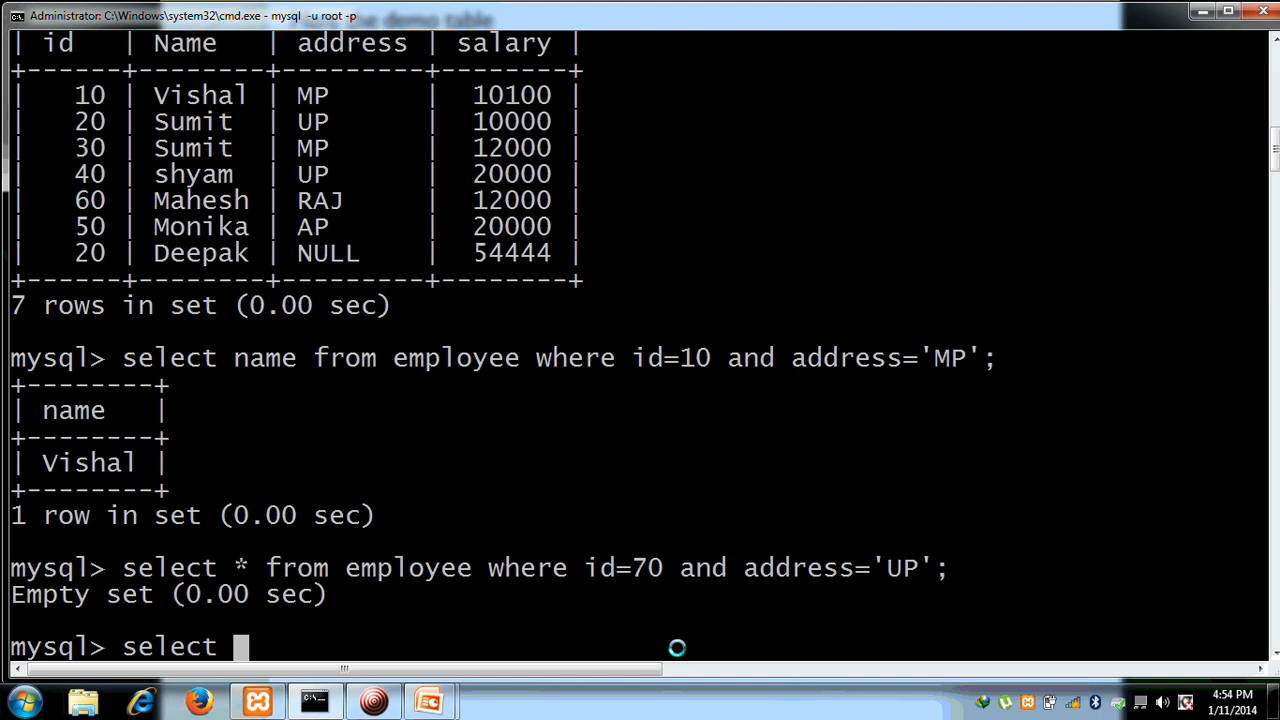 Administrator: C:\Windows\system32\cmd.exe - mysql -u root -p
the demo table
| id | Name | address | salary |
+------+--------+---------+--------+
| 10 | Vishal | MP | 10100 |
| 20 | Sumit | UP | 10000 |
| 30 | Sumit | MP | 12000 |
| 40 | shyam | UP | 20000 |
| 60 | Mahesh | RAJ | 12000 |
| 50 | Monika | AP | 20000 |
| 20 | Deepak | NULL | 54444 |
+------+--------+---------+--------+
7 rows in set (0.00 sec)
mysql> select name from employee where id=10 and address='MP';
+--------+
| name |
+--------+
| Vishal |
+--------+
1 row in set (0.00 sec)
mysql> select * from employee where id=70 and address='UP';
Empty set (0.00 sec)
mysql> select
4:54 PM
1/11/2014